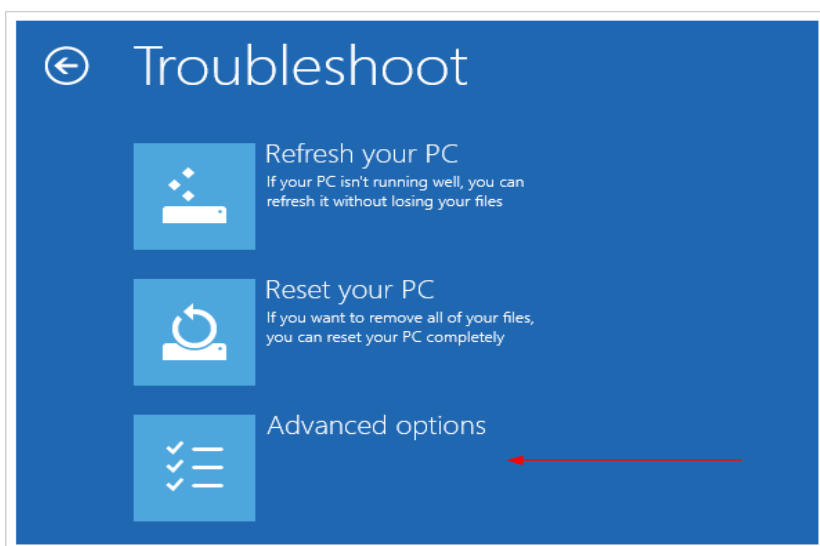 Troubleshoot
Refresh your PC
If your PC isn't running well, you can
refresh it without losing your files
Reset your PC
If you want to remove all of your files,
you can reset your PC completely
Advanced options